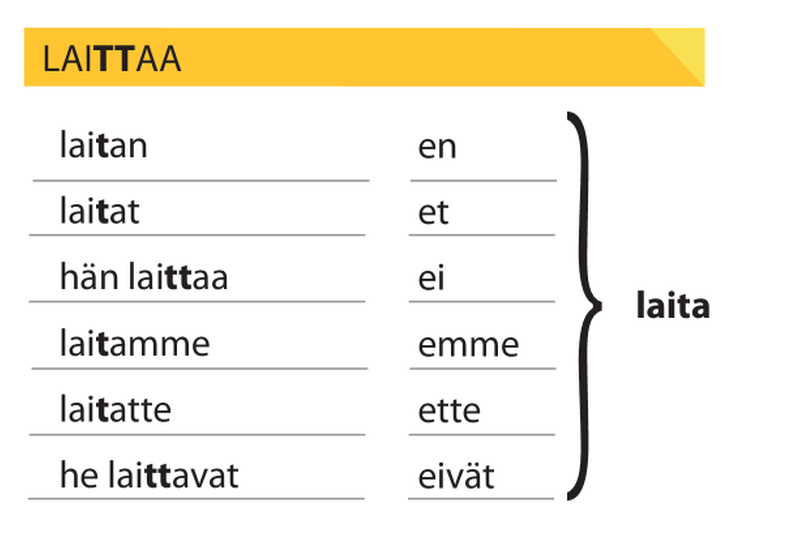 LAITTAA
laitan en
laitat et
hän laittaa ei
laita
laitamme emme
laitatte ette
he laittavat eivät